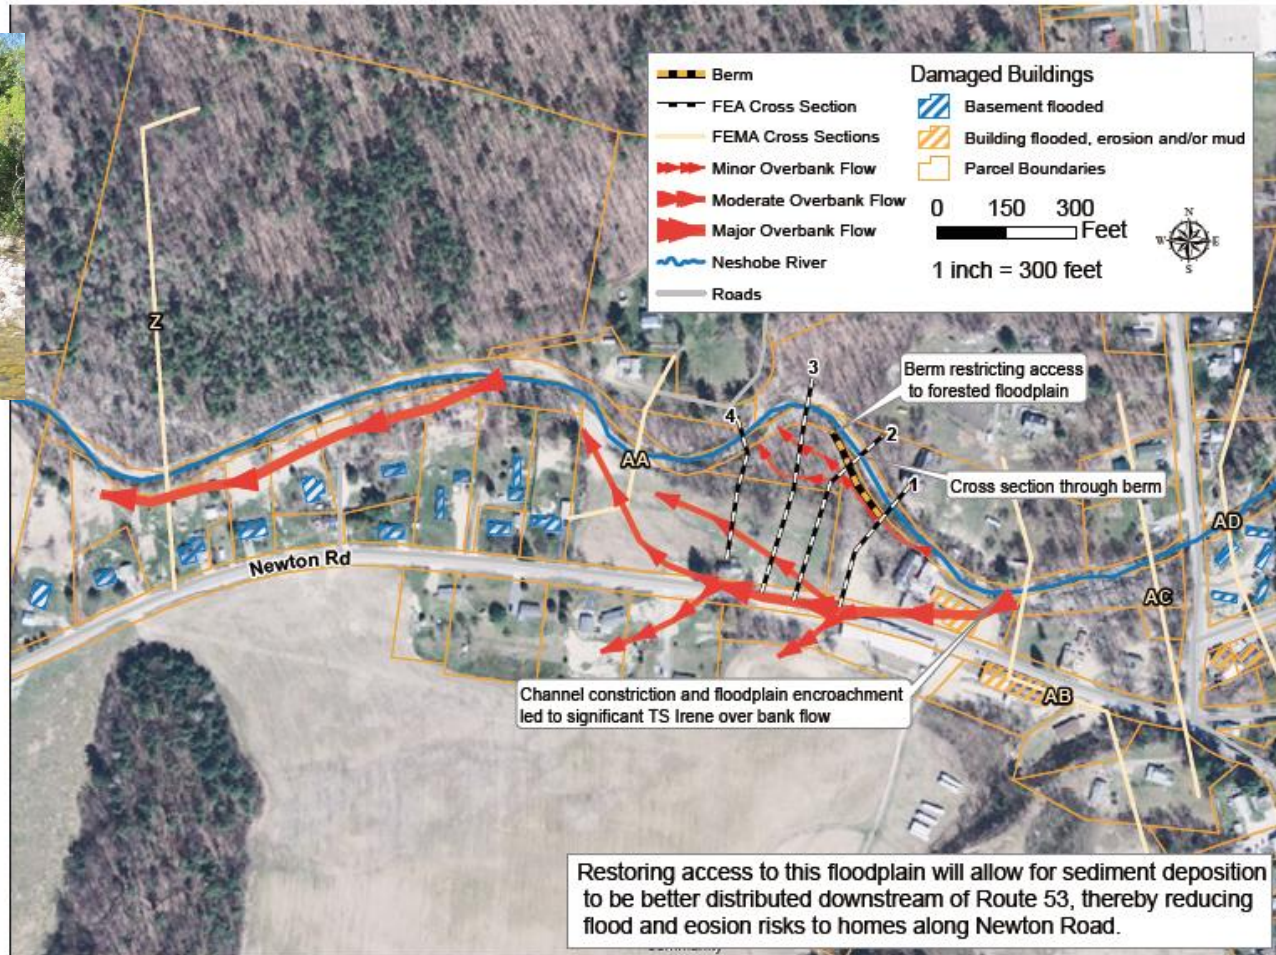 Berm
FEA Cross Section
FEMA Cross Sections
Minor Overbank Flow
Moderate Overbank Flow
Major Overbank Flow
Neshobe River
Roads
Damaged Buildings
Basement flooded
Building flooded, erosion and/or mud
Parcel Boundaries
0 150 300
Feet
1 inch = 300 feet
N
W E
S
Z
3
Berm restricting access
to forested floodplain
4
2
AA
Cross section through berm
1
AD
Newton Rd
AC
Channel constriction and floodplain encroachment
led to significant TS Irene over bank flow
AB
Restoring access to this floodplain will allow for sediment deposition
to be better distributed downstream of Route 53, thereby reducing
flood and eosion risks to homes along Newton Road.